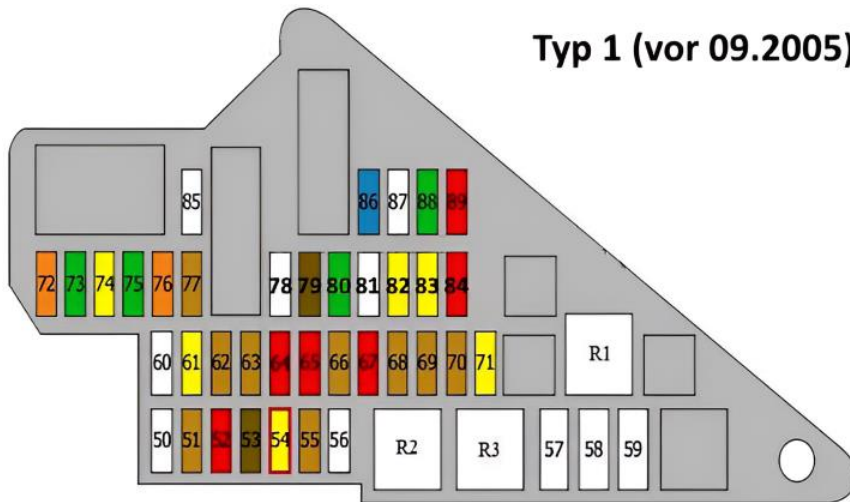 Typ 1 (vor 09.2005)
85 86 87 88 89
72 73 74 75 76 77 78 79 80 81 82 83 84
60 61 62 63 64 65 66 67 68 69 70 71 R1
50 51 52 53 54 55 56 R2 R3 57 58 59